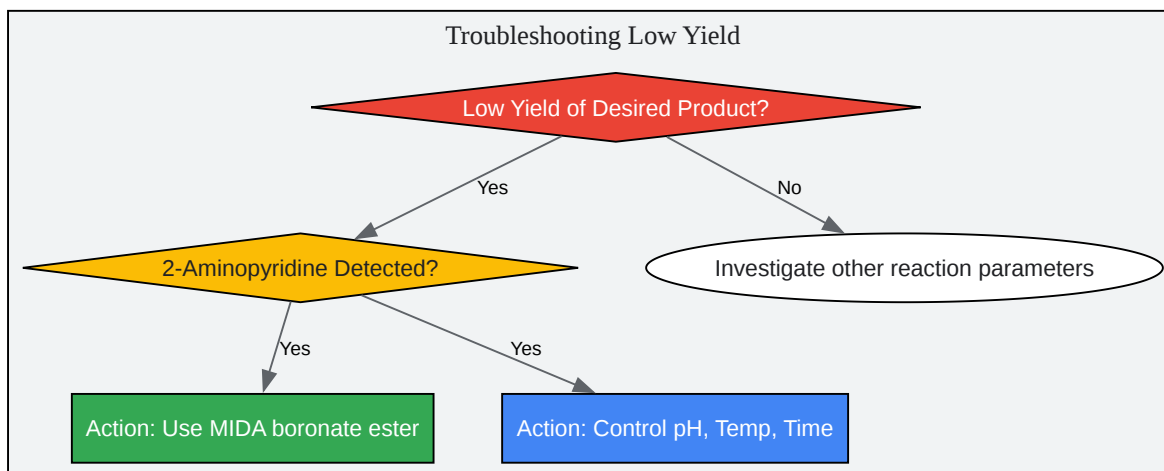 Troubleshooting Low Yield
Low Yield of Desired Product?
Yes
No
2-Aminopyridine Detected?
Investigate other reaction parameters
Yes
Yes
Action: Use MIDA boronate ester
Action: Control pH, Temp, Time